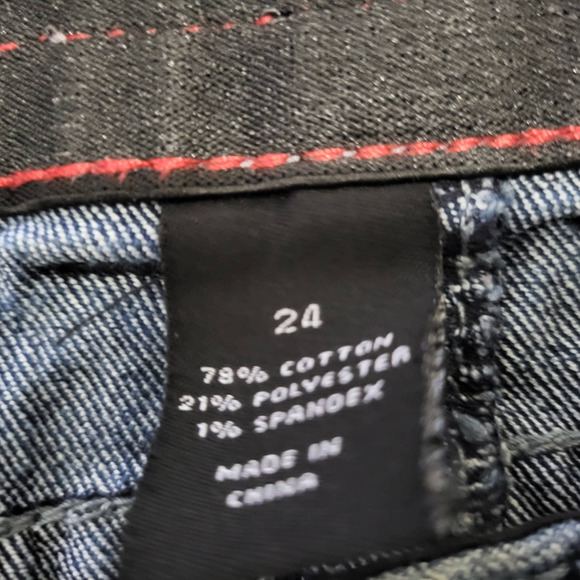 24
78% COTTON
21% POLYESTER
1% SPANDEX
MADE IN
CHINA